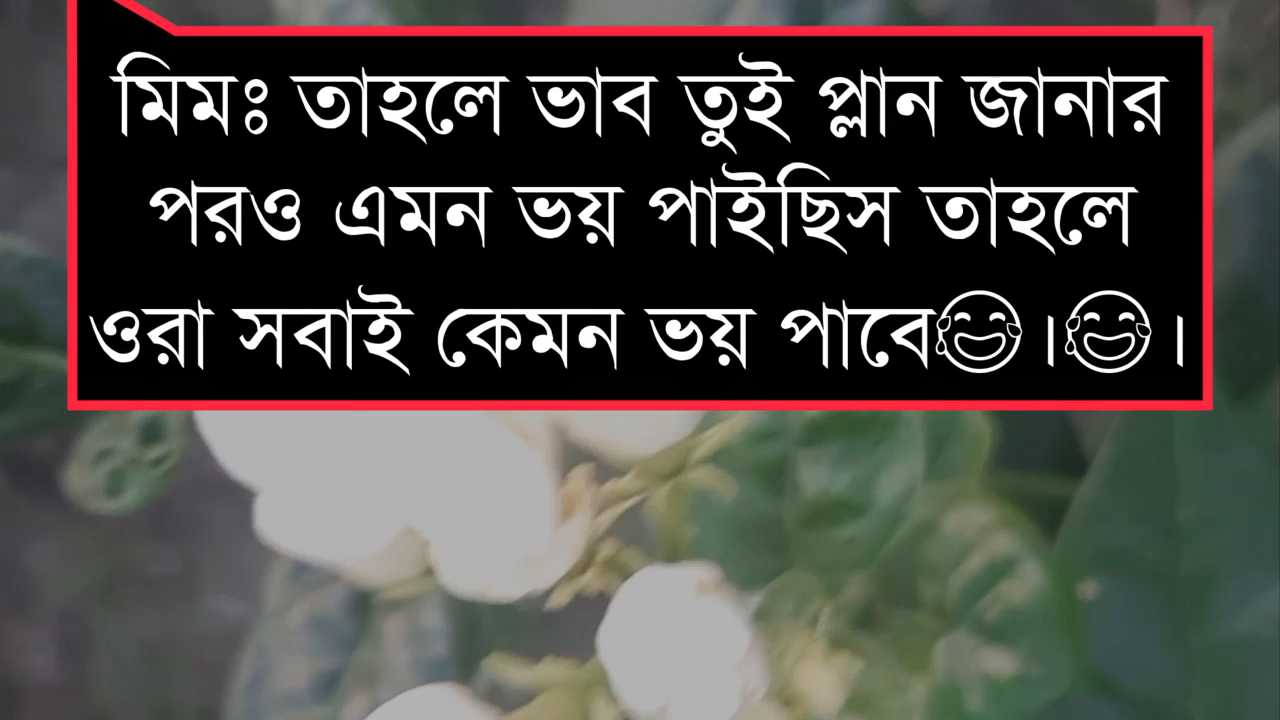 মিমঃ তাহলে ভাব তুই প্লান জানার
পরও এমন ভয় পাইছিস তাহলে
ওরা সবাই কেমন ভয় পাবে😂।😂।